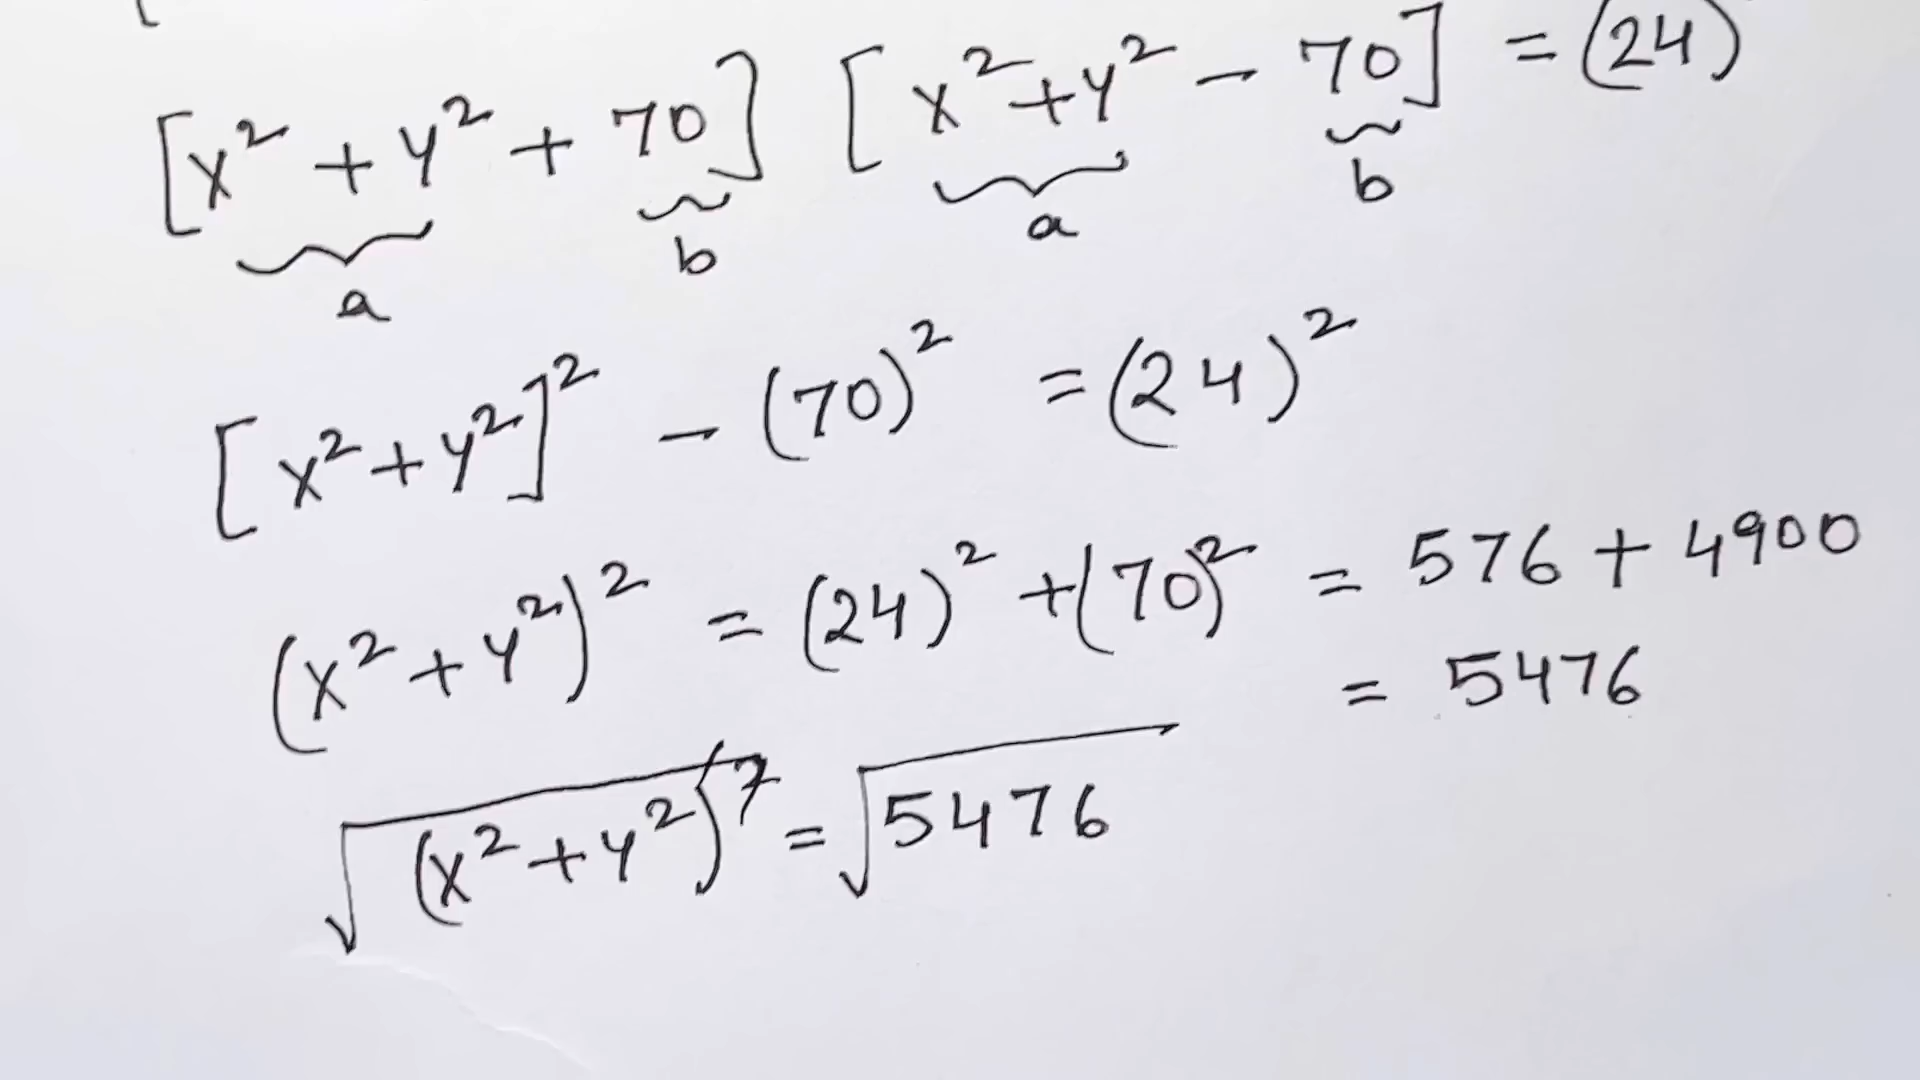 [x² + y² + 70] [x² + y² - 70] = (24)
a b a b
[x² + y²]² - (70)² = (24)²
(x² + y²)² = (24)² + (70)² = 576 + 4900
= 5476
√(x² + y²)² = √5476